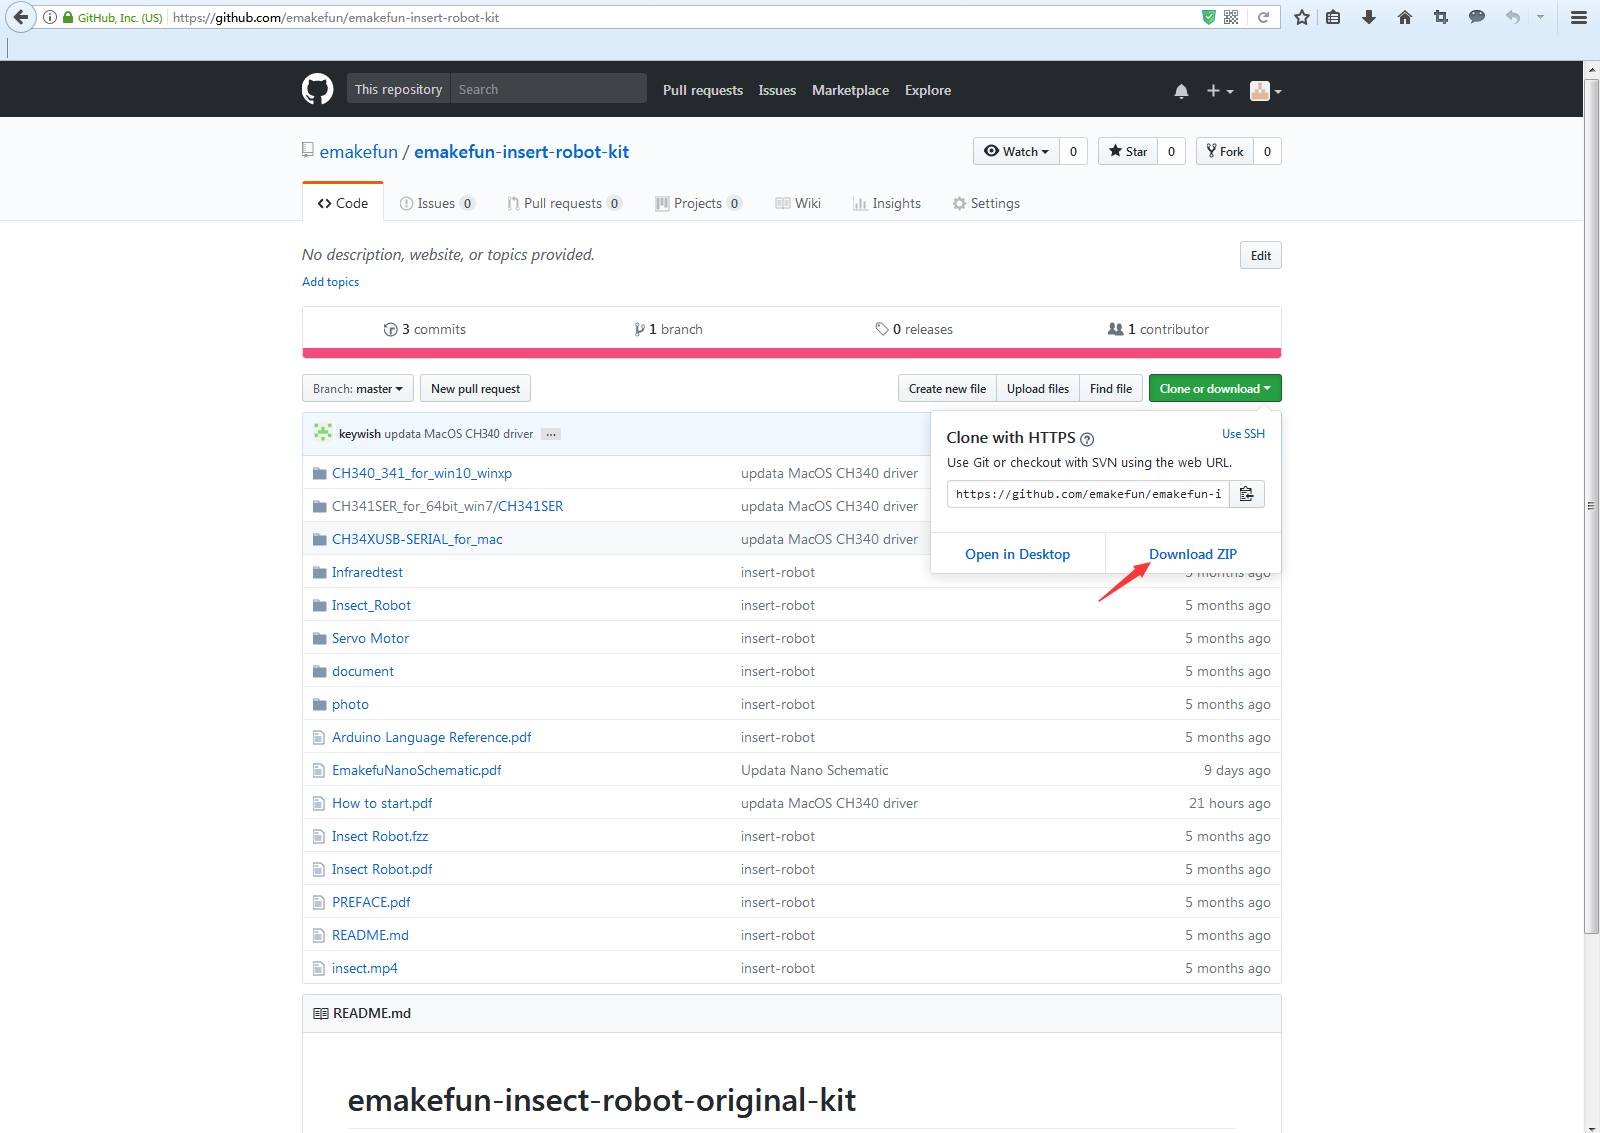 GitHub, Inc. (US) https://github.com/emakefun/emakefun-insert-robot-kit
This repository Search Pull requests Issues Marketplace Explore
emakefun / emakefun-insert-robot-kit
Watch 0 Star 0 Fork 0
Code Issues 0 Pull requests 0 Projects 0 Wiki Insights Settings
No description, website, or topics provided. Edit
Add topics
3 commits 1 branch 0 releases 1 contributor
Branch: master New pull request Create new file Upload files Find file Clone or download
keywish updata MacOS CH340 driver ...
Clone with HTTPS ? Use SSH
Use Git or checkout with SVN using the web URL.
https://github.com/emakefun/emakefun-i
Open in Desktop Download ZIP
CH340_341_for_win10_winxp updata MacOS CH340 driver
CH341SER_for_64bit_win7/CH341SER updata MacOS CH340 driver
CH34XUSB-SERIAL_for_mac updata MacOS CH340 driver
Infraredtest insert-robot 5 months ago
Insect_Robot insert-robot 5 months ago
Servo Motor insert-robot 5 months ago
document insert-robot 5 months ago
photo insert-robot 5 months ago
Arduino Language Reference.pdf insert-robot 5 months ago
EmakefuNanoSchematic.pdf Updata Nano Schematic 9 days ago
How to start.pdf updata MacOS CH340 driver 21 hours ago
Insect Robot.fzz insert-robot 5 months ago
Insect Robot.pdf insert-robot 5 months ago
PREFACE.pdf insert-robot 5 months ago
README.md insert-robot 5 months ago
insect.mp4 insert-robot 5 months ago
README.md
emakefun-insect-robot-original-kit